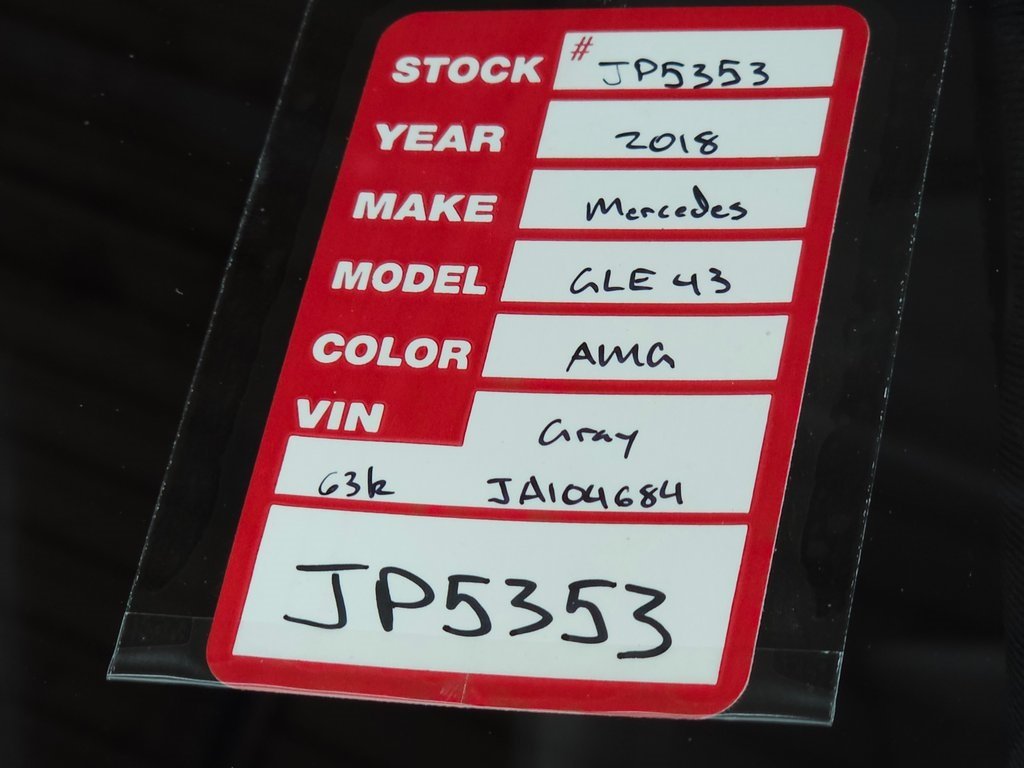 STOCK # JP5353
YEAR 2018
MAKE Mercedes
MODEL GLE 43
COLOR AMG
VIN Gray
63k JA104684
JP5353